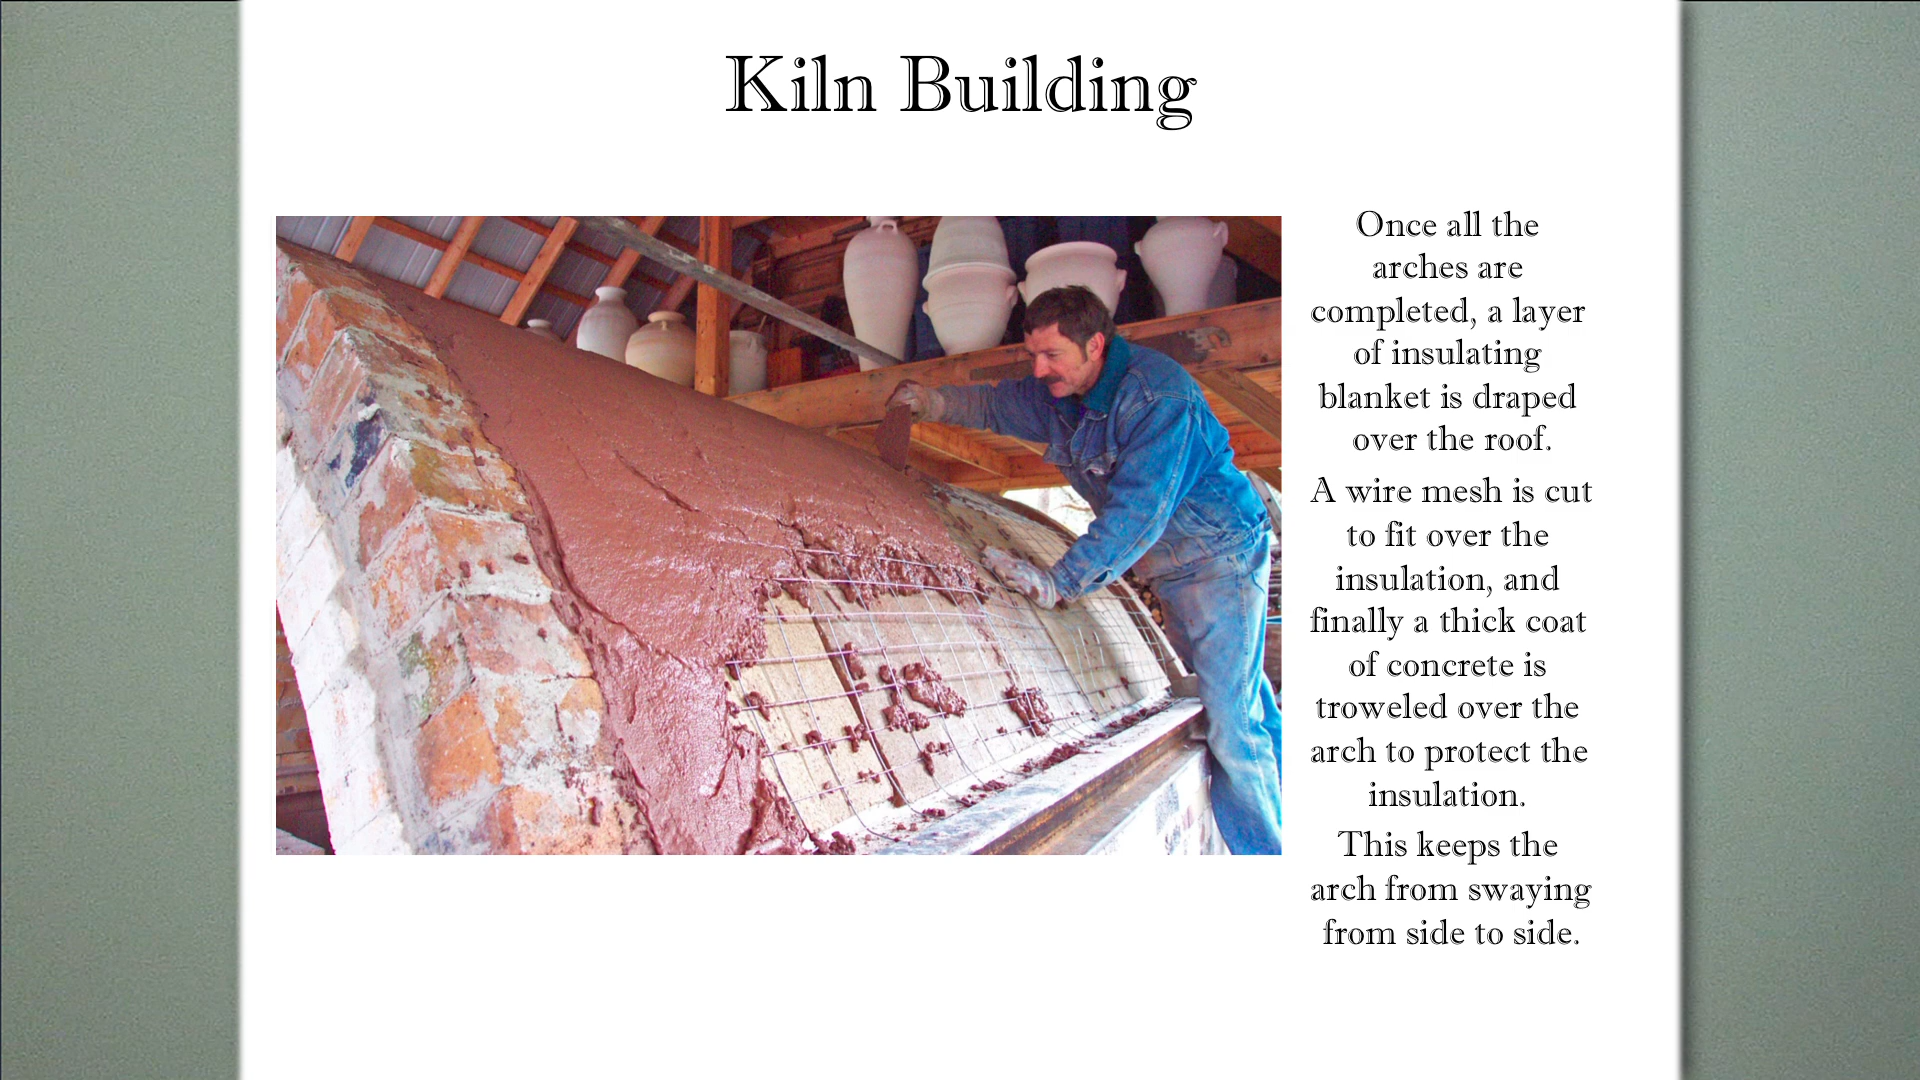 Kiln Building
Once all the
arches are
completed, a layer
of insulating
blanket is draped
over the roof.
A wire mesh is cut
to fit over the
insulation, and
finally a thick coat
of concrete is
troweled over the
arch to protect the
insulation.
This keeps the
arch from swaying
from side to side.